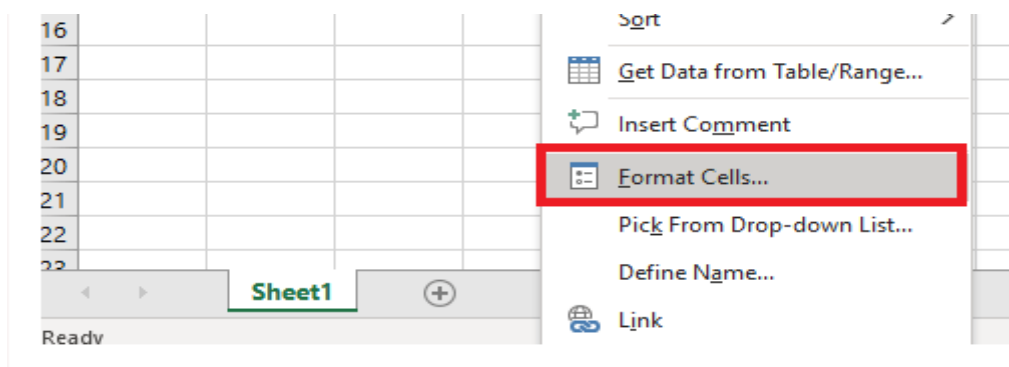 16
17
18
19
20
21
22
23
Sort
Get Data from Table/Range...
Insert Comment
Format Cells...
Pick From Drop-down List...
Define Name...
Link
Sheet1
Ready